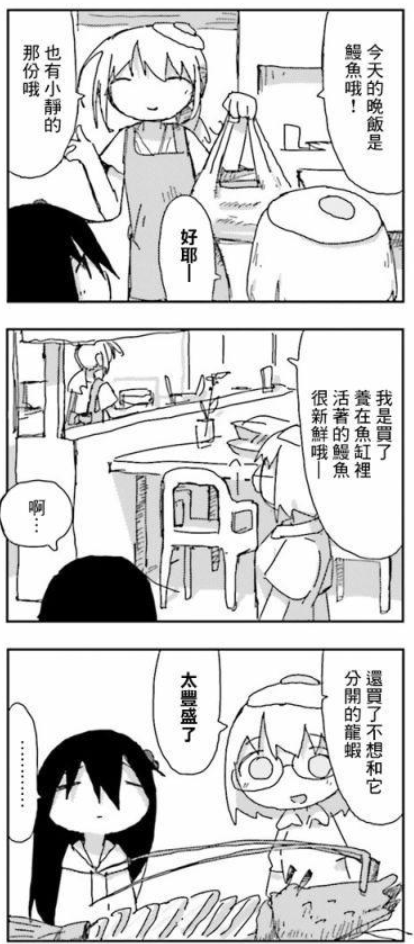 今天的晚飯是
鰻魚哦！
也有小靜的
那份哦
好耶—
我是買了
養在魚缸裡
活著的鰻魚
很新鮮哦—
啊…
還買了不想和它
分開的龍蝦
太豐盛了
…………